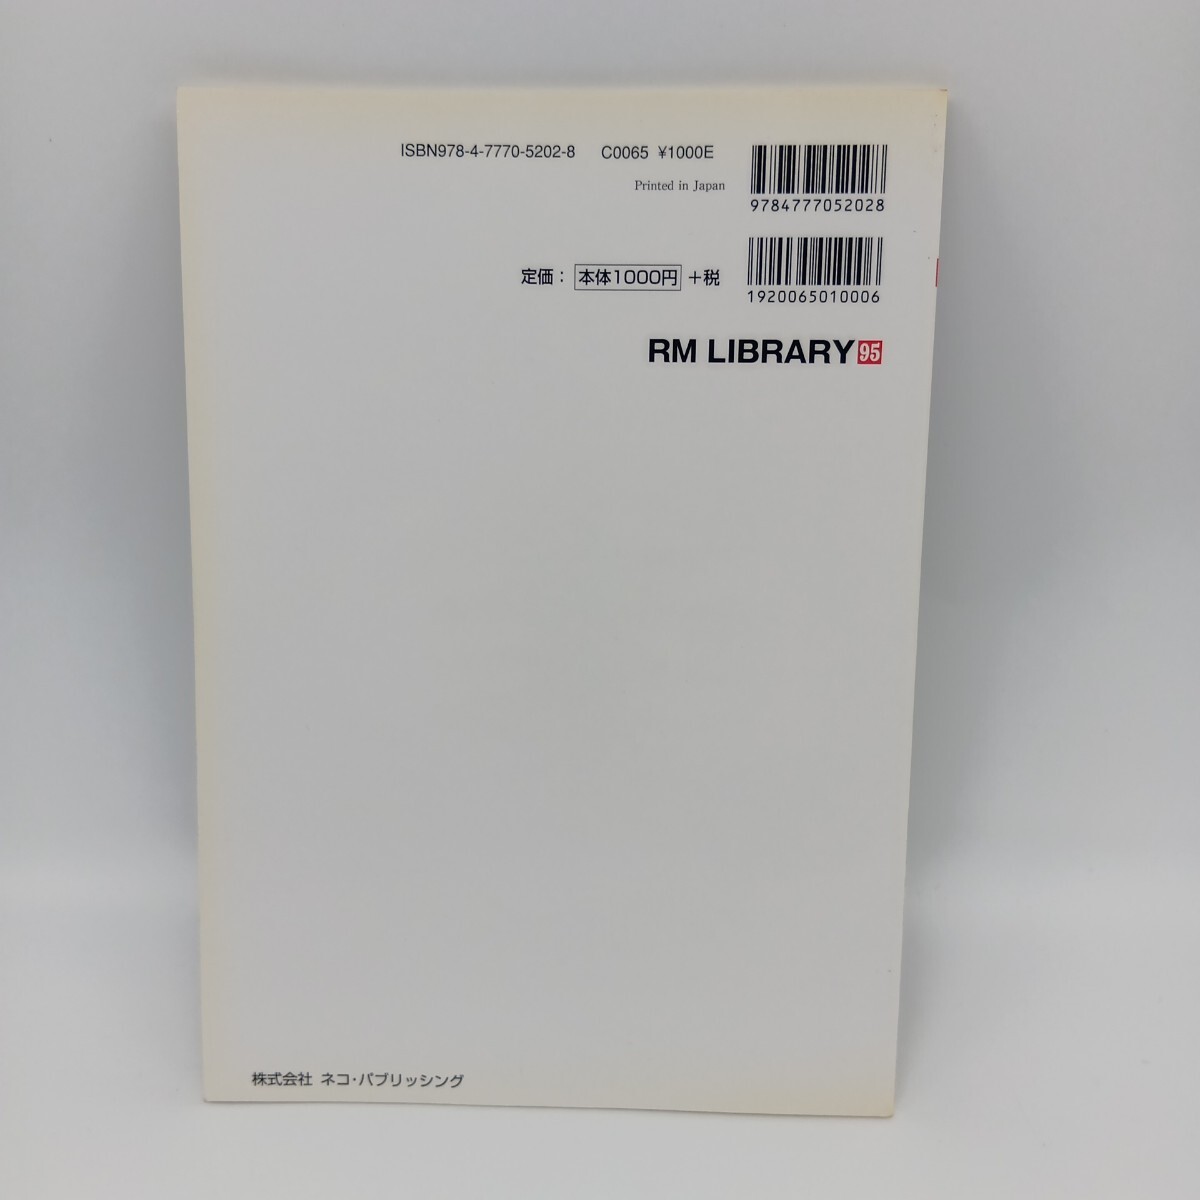 ISBN978-4-7770-5202-8 C0065 ¥1000E
Printed in Japan
9784777052028
定価： 本体1000円 +税
1920065010006
RM LIBRARY 95
株式会社 ネコ・パブリッシング